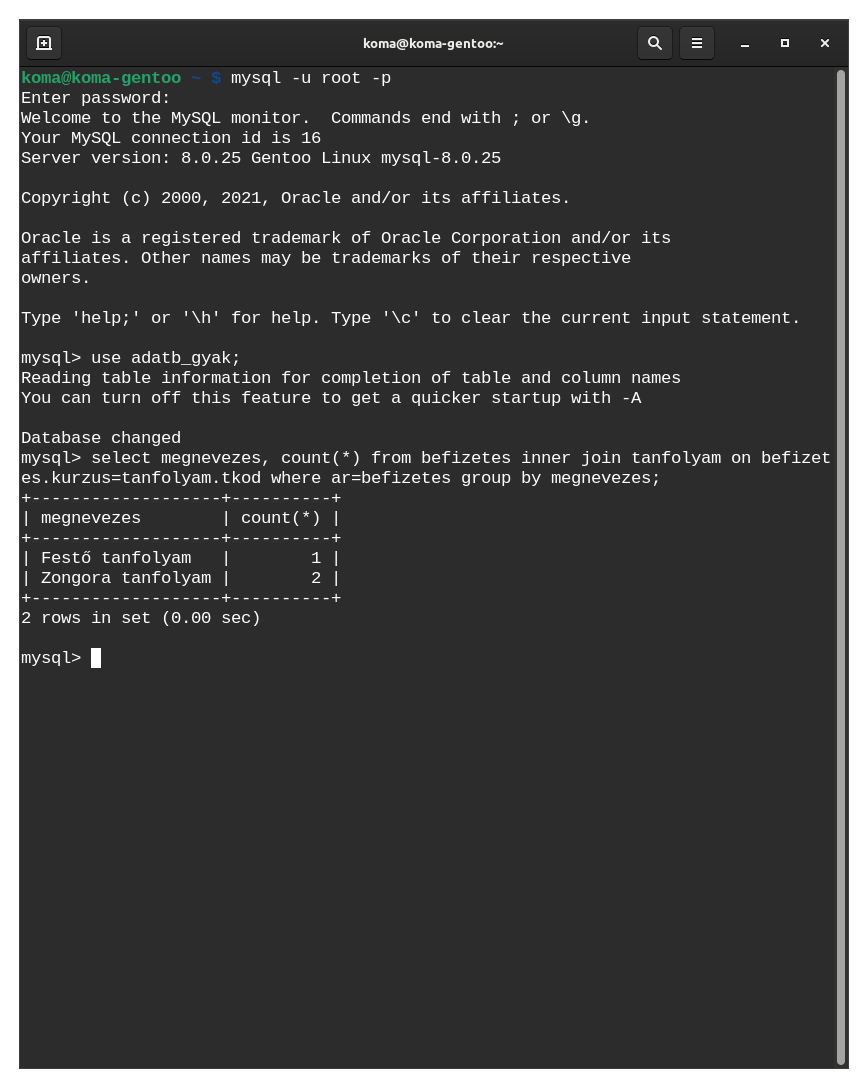 koma@koma-gentoo:~
koma@koma-gentoo ~ $ mysql -u root -p
Enter password:
Welcome to the MySQL monitor.  Commands end with ; or \g.
Your MySQL connection id is 16
Server version: 8.0.25 Gentoo Linux mysql-8.0.25

Copyright (c) 2000, 2021, Oracle and/or its affiliates.

Oracle is a registered trademark of Oracle Corporation and/or its
affiliates. Other names may be trademarks of their respective
owners.

Type 'help;' or '\h' for help. Type '\c' to clear the current input statement.

mysql> use adatb_gyak;
Reading table information for completion of table and column names
You can turn off this feature to get a quicker startup with -A

Database changed
mysql> select megnevezes, count(*) from befizetes inner join tanfolyam on befizet
es.kurzus=tanfolyam.tkod where ar=befizetes group by megnevezes;
+-------------------+----------+
| megnevezes        | count(*) |
+-------------------+----------+
| Festő tanfolyam   |        1 |
| Zongora tanfolyam |        2 |
+-------------------+----------+
2 rows in set (0.00 sec)

mysql>